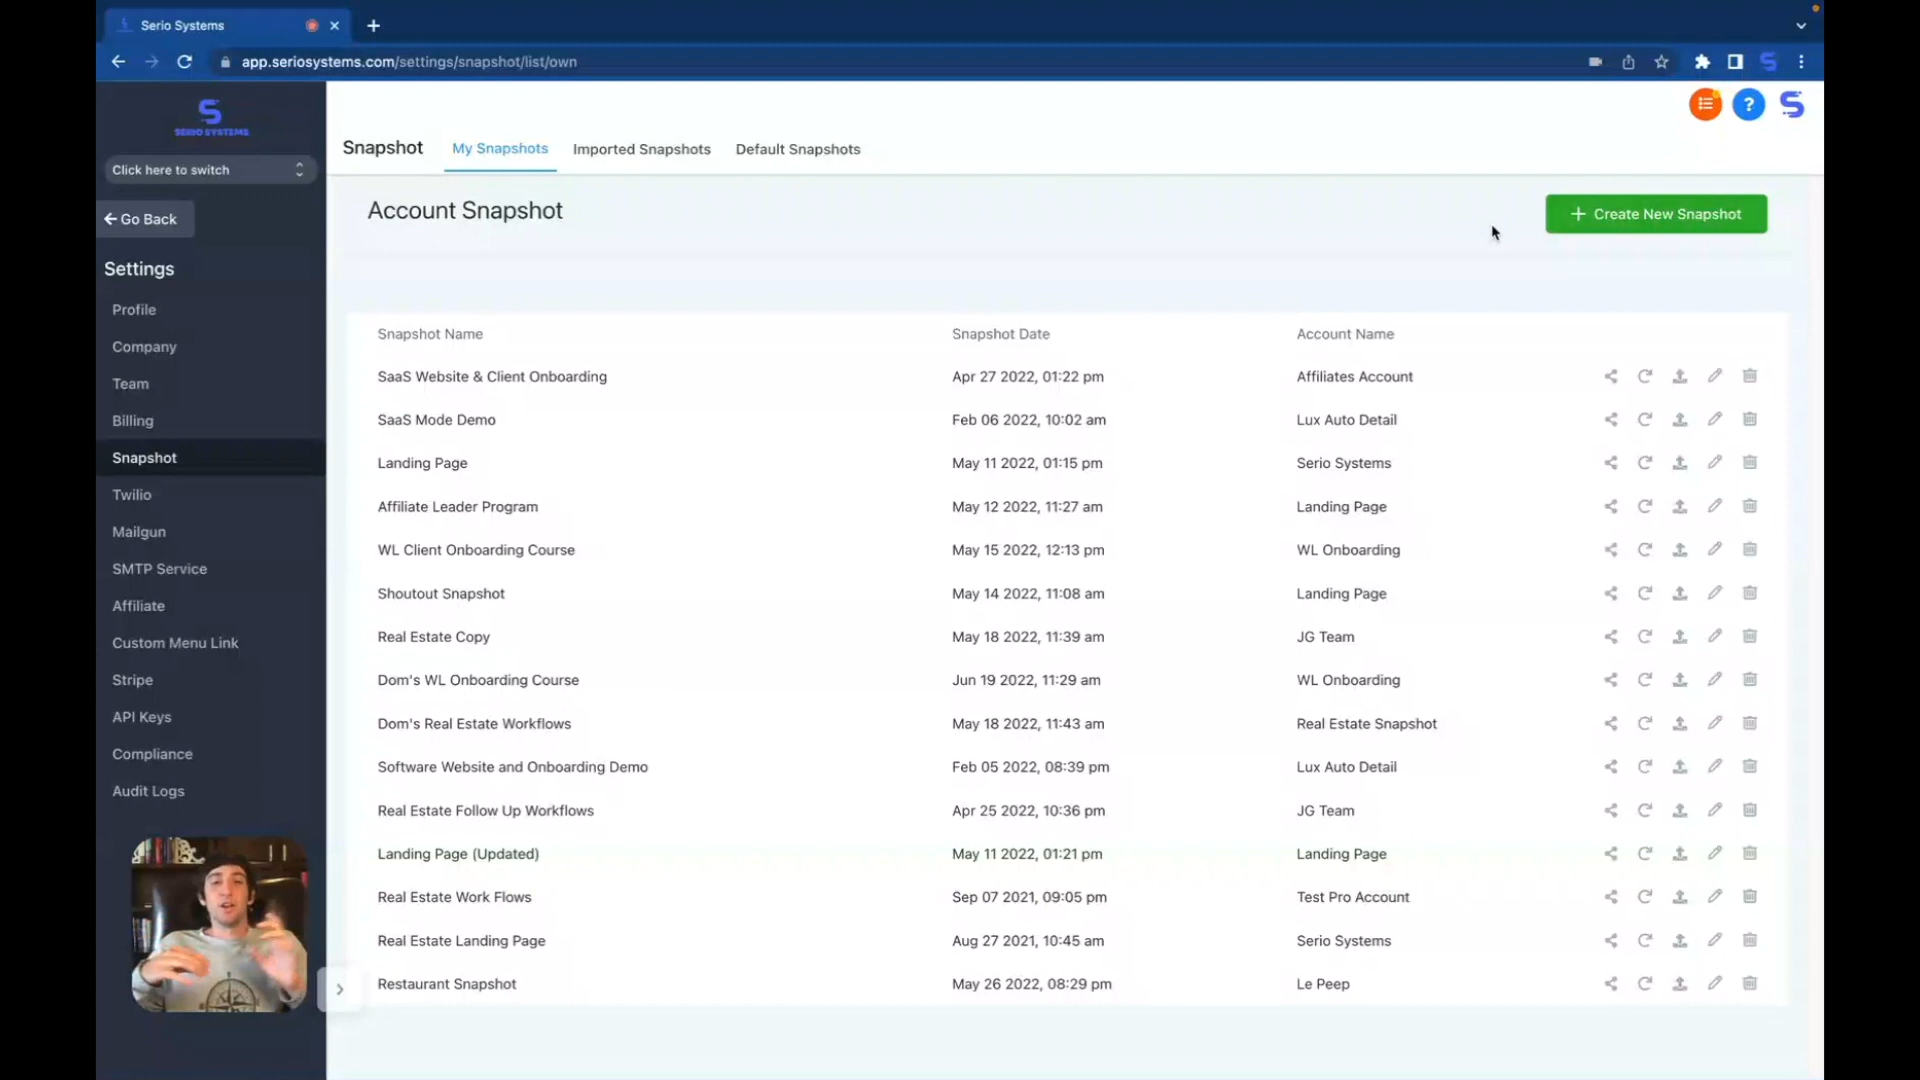 Serio Systems
app.seriosystems.com/settings/snapshot/list/own
SERIO SYSTEMS
Click here to switch
Go Back
Settings
Profile
Company
Team
Billing
Snapshot
Twilio
Mailgun
SMTP Service
Affiliate
Custom Menu Link
Stripe
API Keys
Compliance
Audit Logs
Snapshot My Snapshots Imported Snapshots Default Snapshots
?
Account Snapshot
+ Create New Snapshot
Snapshot Name Snapshot Date Account Name
SaaS Website & Client Onboarding Apr 27 2022, 01:22 pm Affiliates Account
SaaS Mode Demo Feb 06 2022, 10:02 am Lux Auto Detail
Landing Page May 11 2022, 01:15 pm Serio Systems
Affiliate Leader Program May 12 2022, 11:27 am Landing Page
WL Client Onboarding Course May 15 2022, 12:13 pm WL Onboarding
Shoutout Snapshot May 14 2022, 11:08 am Landing Page
Real Estate Copy May 18 2022, 11:39 am JG Team
Dom's WL Onboarding Course Jun 19 2022, 11:29 am WL Onboarding
Dom's Real Estate Workflows May 18 2022, 11:43 am Real Estate Snapshot
Software Website and Onboarding Demo Feb 05 2022, 08:39 pm Lux Auto Detail
Real Estate Follow Up Workflows Apr 25 2022, 10:36 pm JG Team
Landing Page (Updated) May 11 2022, 01:21 pm Landing Page
Real Estate Work Flows Sep 07 2021, 09:05 pm Test Pro Account
Real Estate Landing Page Aug 27 2021, 10:45 am Serio Systems
Restaurant Snapshot May 26 2022, 08:29 pm Le Peep